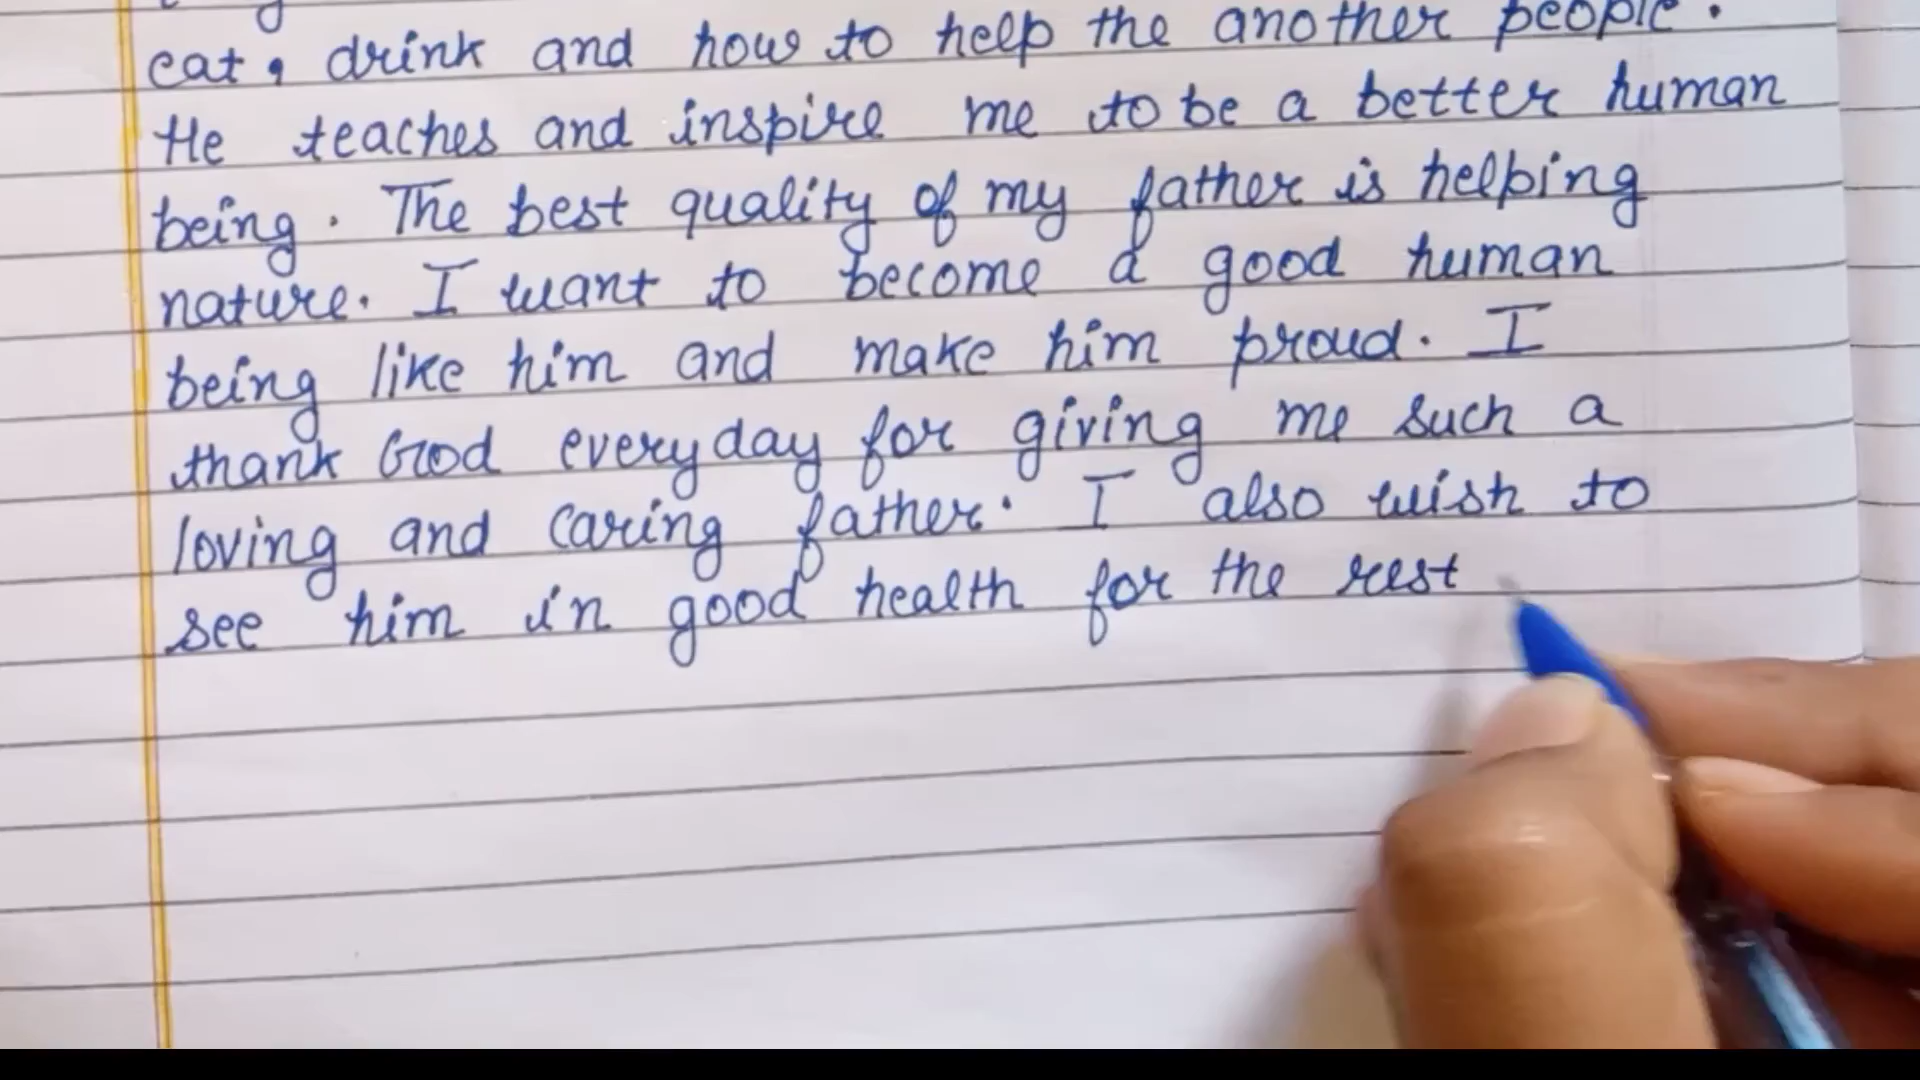 eat, drink and how to help the another people.
He teaches and inspire me to be a better human
being. The best quality of my father is helping
nature. I want to become a good human
being like him and make him proud. I
thank God everyday for giving me such a
loving and caring father. I also wish to
see him in good health for the rest